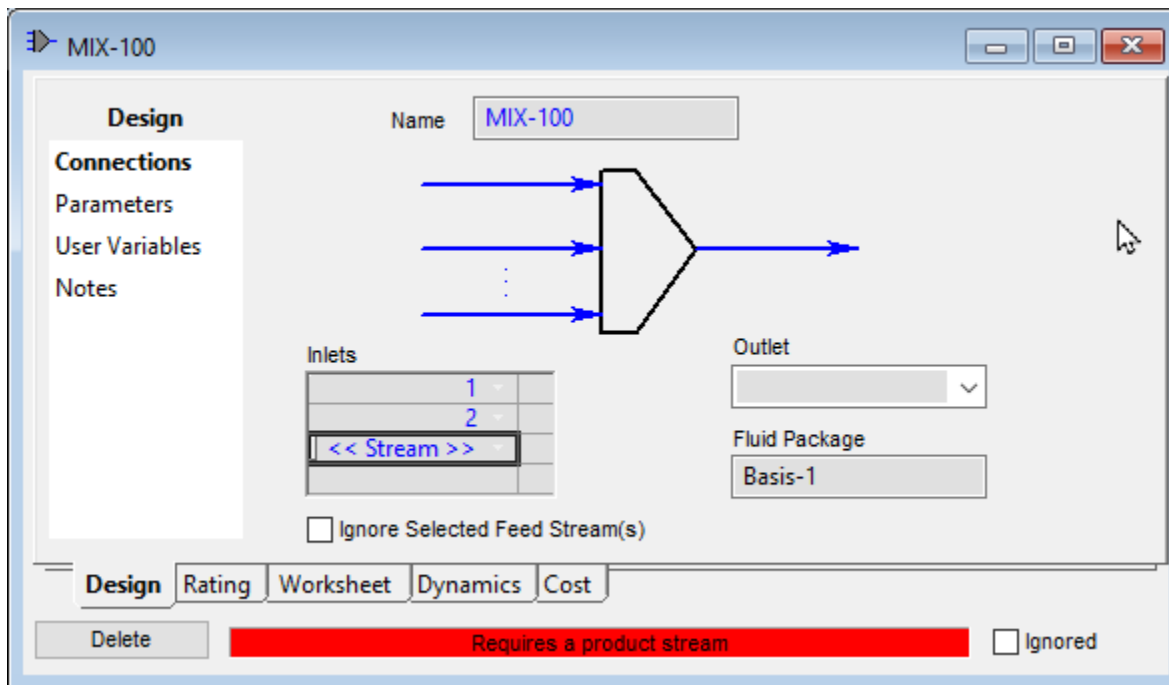 MIX-100
Design
Name MIX-100
Connections
Parameters
User Variables
Notes
Inlets
1
2
<< Stream >>
Outlet
Fluid Package
Basis-1
Ignore Selected Feed Stream(s)
Design Rating Worksheet Dynamics Cost
Delete Requires a product stream Ignored